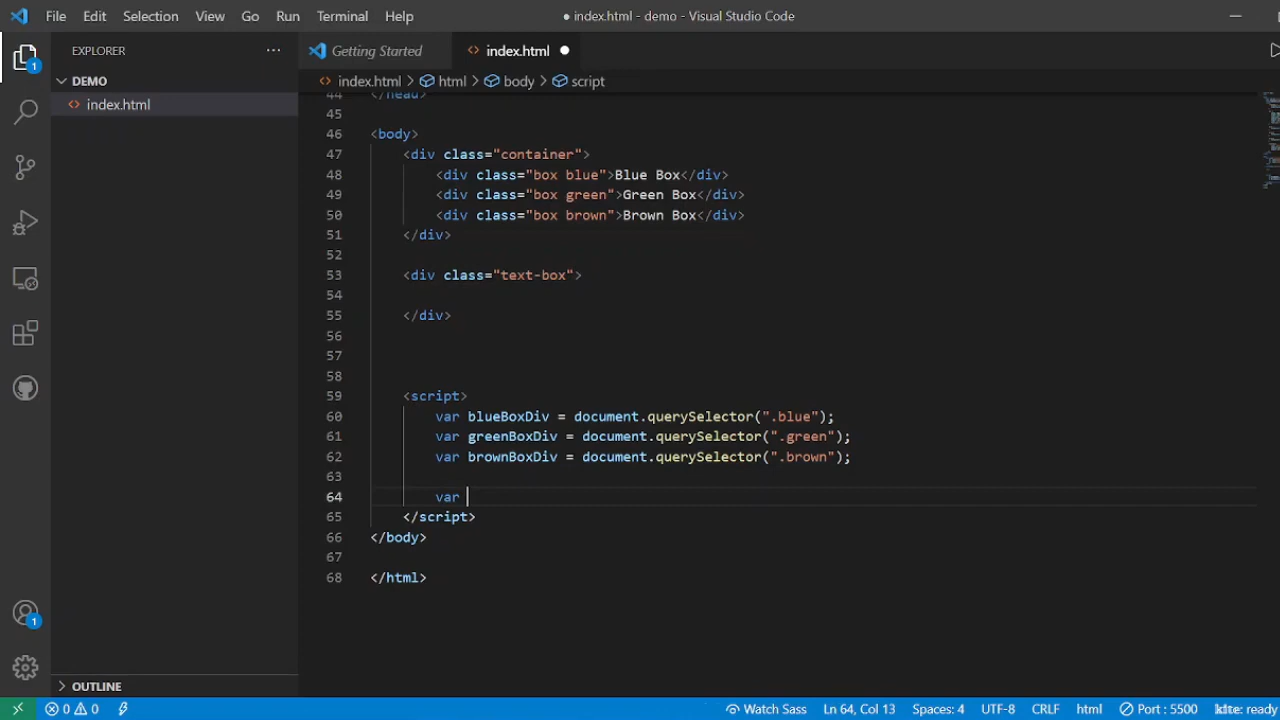 File Edit Selection View Go Run Terminal Help ● index.html - demo - Visual Studio Code
EXPLORER ...
Getting Started
index.html
DEMO
index.html
index.html > html > body > script
44 </head>
45
46 <body>
47 <div class="container">
48 <div class="box blue">Blue Box</div>
49 <div class="box green">Green Box</div>
50 <div class="box brown">Brown Box</div>
51 </div>
52
53 <div class="text-box">
54
55 </div>
56
57
58
59 <script>
60 var blueBoxDiv = document.querySelector(".blue");
61 var greenBoxDiv = document.querySelector(".green");
62 var brownBoxDiv = document.querySelector(".brown");
63
64 var
65 </script>
66 </body>
67
68 </html>
1
1
OUTLINE
0 0 Watch Sass Ln 64, Col 13 Spaces: 4 UTF-8 CRLF html Port : 5500 kite: ready